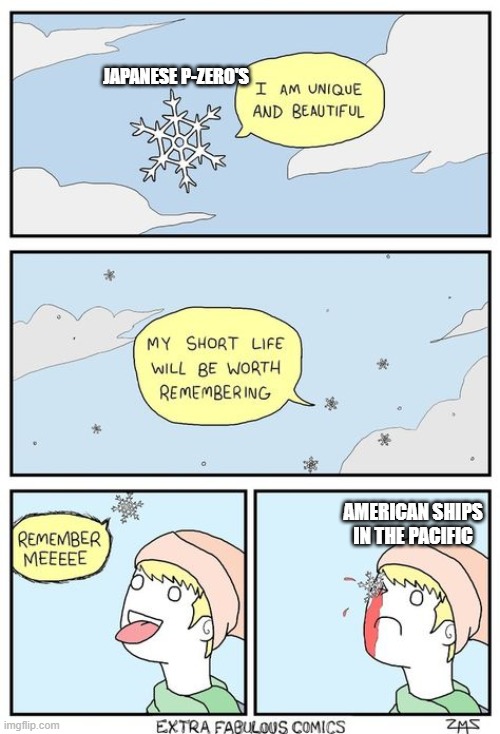 JAPANESE P-ZERO'S
I AM UNIQUE
AND BEAUTIFUL
MY SHORT LIFE
WILL BE WORTH
REMEMBERING
REMEMBER
MEEEEE
AMERICAN SHIPS
IN THE PACIFIC
imgflip.com
EXTRA FABULOUS COMICS
ZMS